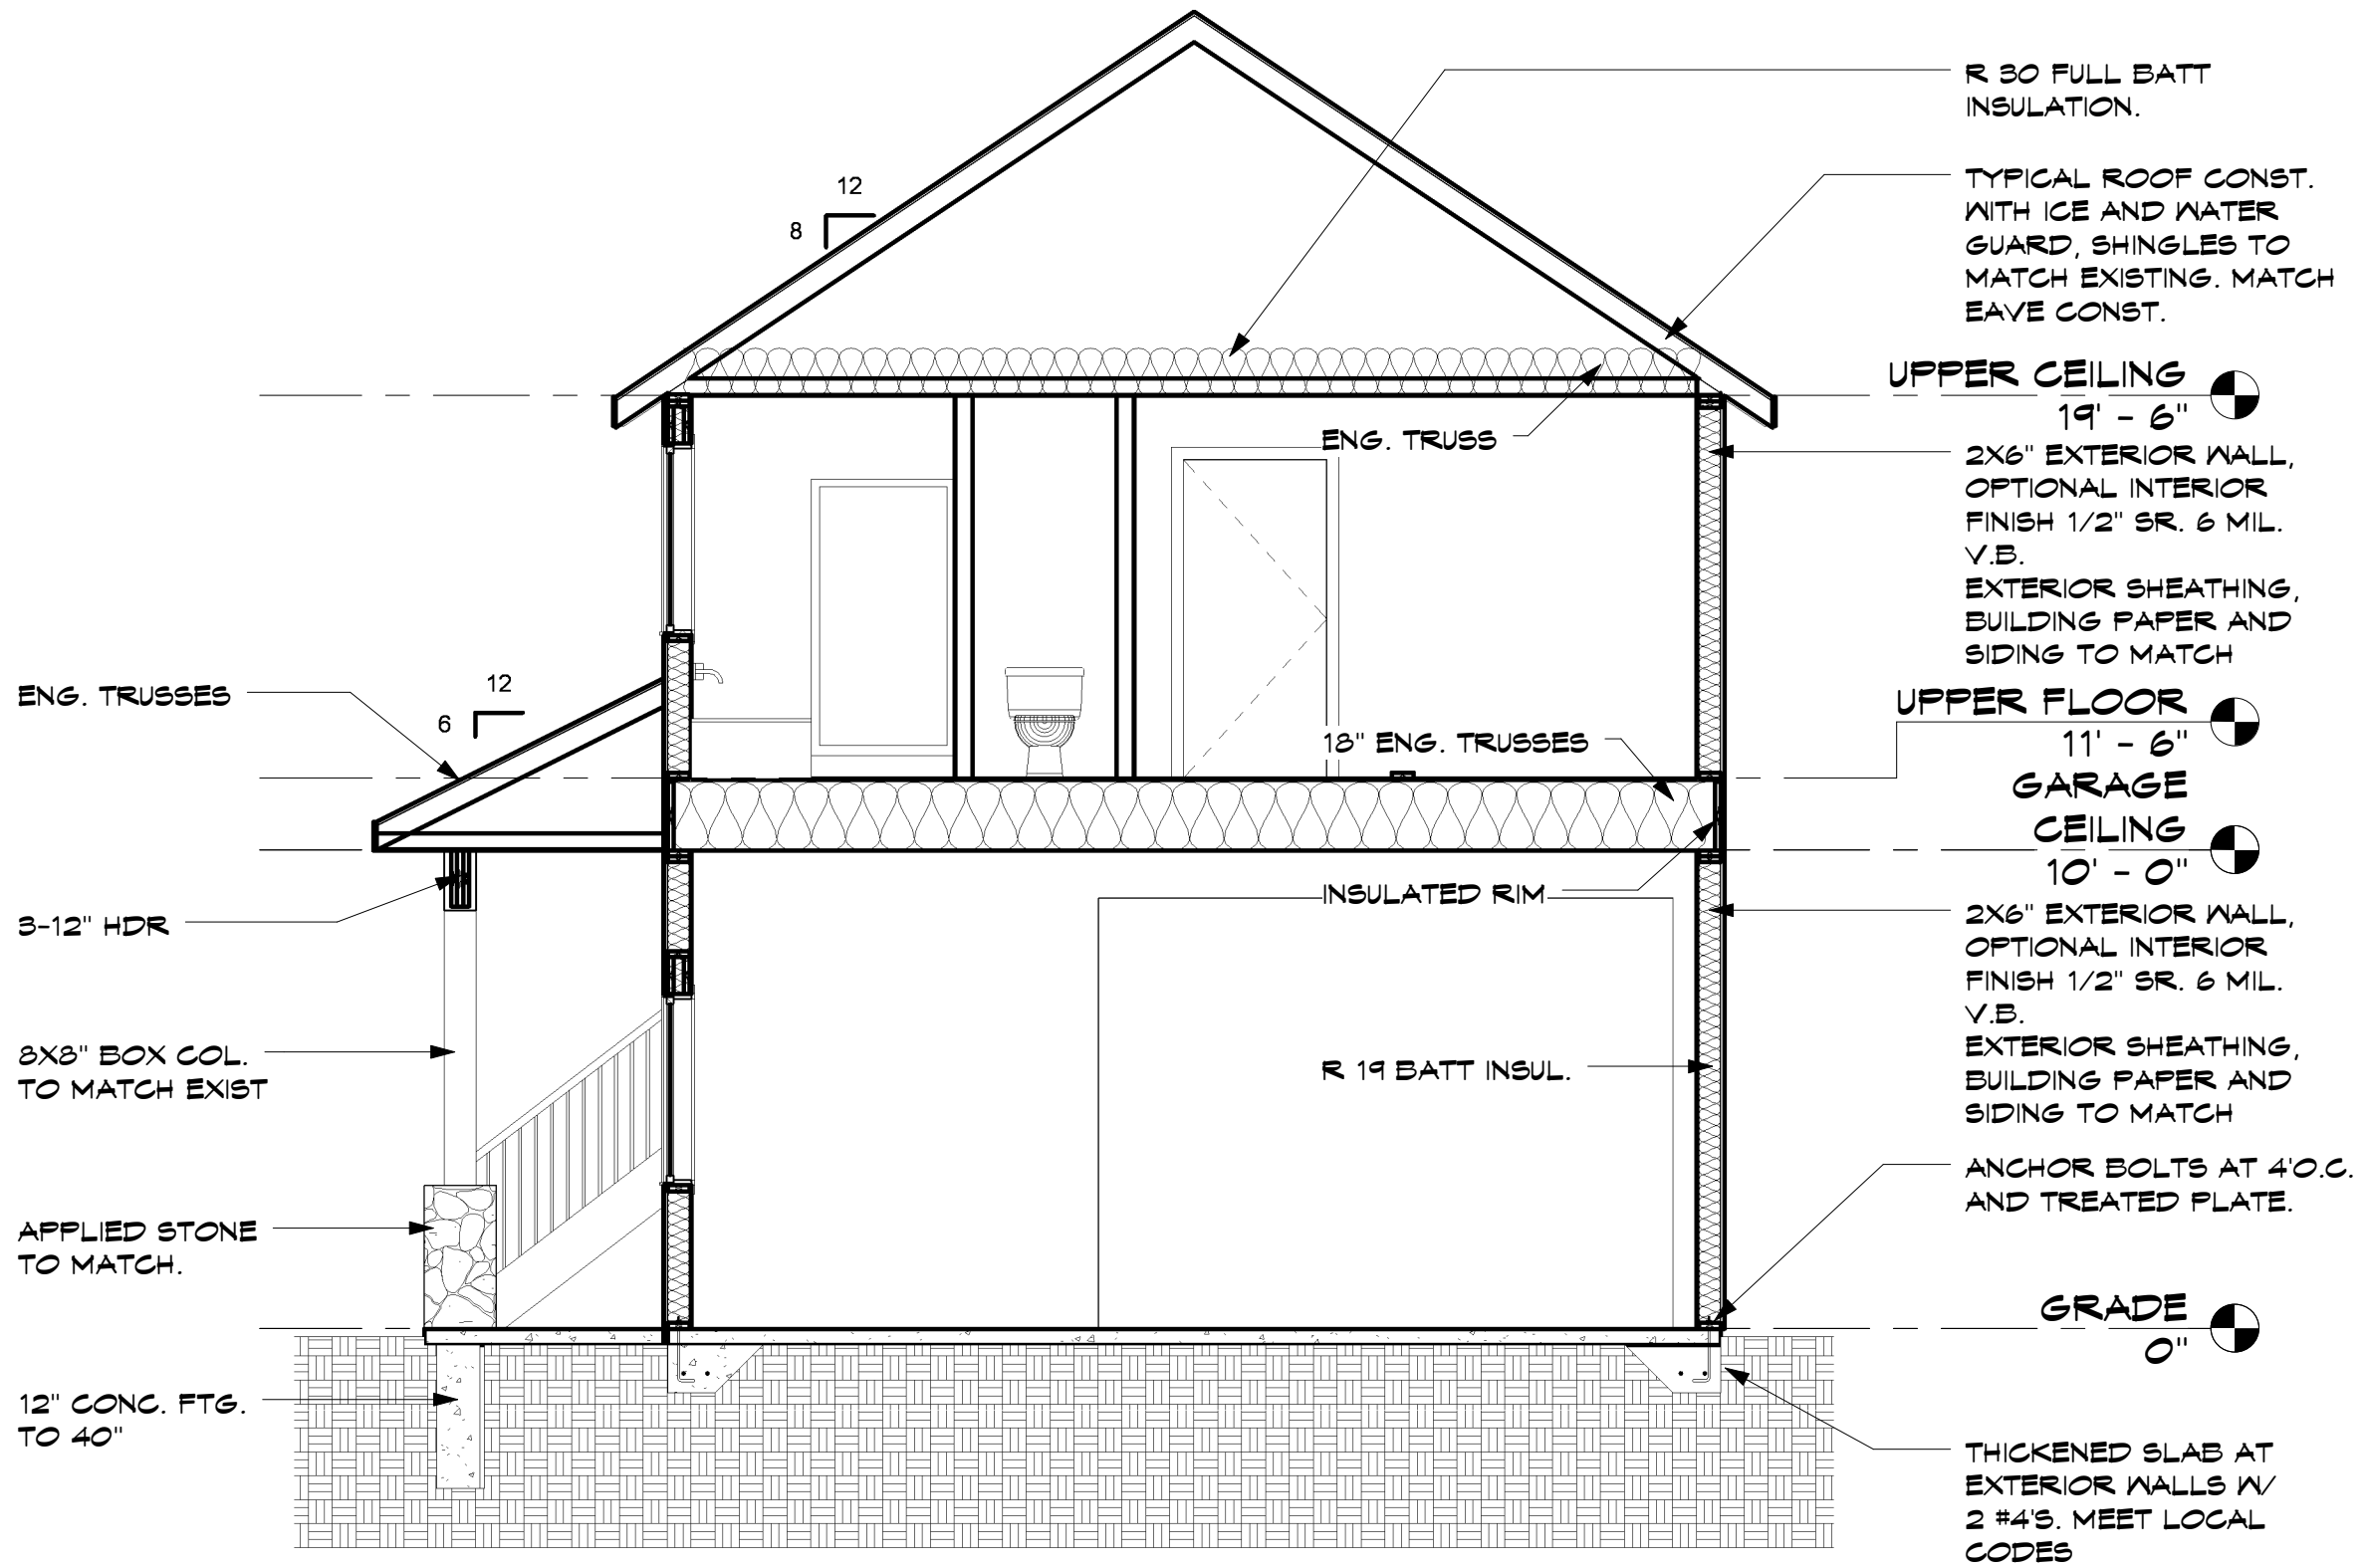 R 30 FULL BATT
INSULATION.
TYPICAL ROOF CONST.
WITH ICE AND WATER
GUARD, SHINGLES TO
MATCH EXISTING. MATCH
EAVE CONST.
12
8
UPPER CEILING
19' - 6"
ENG. TRUSS
2X6" EXTERIOR WALL,
OPTIONAL INTERIOR
FINISH 1/2" SR. 6 MIL.
V.B.
EXTERIOR SHEATHING,
BUILDING PAPER AND
SIDING TO MATCH
ENG. TRUSSES
12
6
UPPER FLOOR
11' - 6"
18" ENG. TRUSSES
GARAGE
CEILING
10' - 0"
INSULATED RIM
3-12" HDR
2X6" EXTERIOR WALL,
OPTIONAL INTERIOR
FINISH 1/2" SR. 6 MIL.
V.B.
EXTERIOR SHEATHING,
BUILDING PAPER AND
SIDING TO MATCH
8X8" BOX COL.
TO MATCH EXIST
R 19 BATT INSUL.
ANCHOR BOLTS AT 4'O.C.
AND TREATED PLATE.
APPLIED STONE
TO MATCH.
GRADE
0"
12" CONC. FTG.
TO 40"
THICKENED SLAB AT
EXTERIOR WALLS W/
2 #4'S. MEET LOCAL
CODES